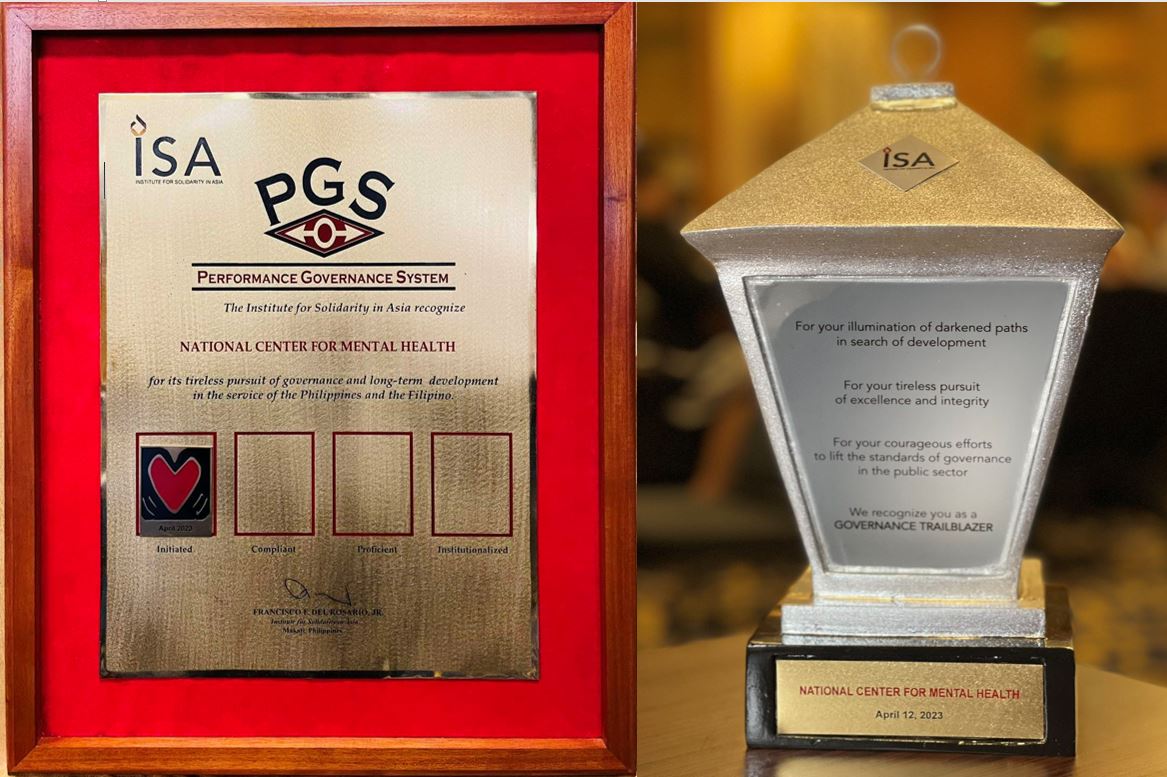 ISA
INSTITUTE FOR SOLIDARITY IN ASIA
PGS
PERFORMANCE GOVERNANCE SYSTEM
The Institute for Solidarity in Asia recognize
NATIONAL CENTER FOR MENTAL HEALTH
for its tireless pursuit of governance and long-term development
in the service of the Philippines and the Filipino.
April 2023
Initiated
Compliant
Proficient
Institutionalized
FRANCISCO F. DEL ROSARIO, JR.
Institute for Solidarity in Asia
Makati, Philippines
ISA
For your illumination of darkened paths
in search of development
For your tireless pursuit
of excellence and integrity
For your courageous efforts
to lift the standards of governance
in the public sector
We recognize you as a
GOVERNANCE TRAILBLAZER
NATIONAL CENTER FOR MENTAL HEALTH
April 12, 2023